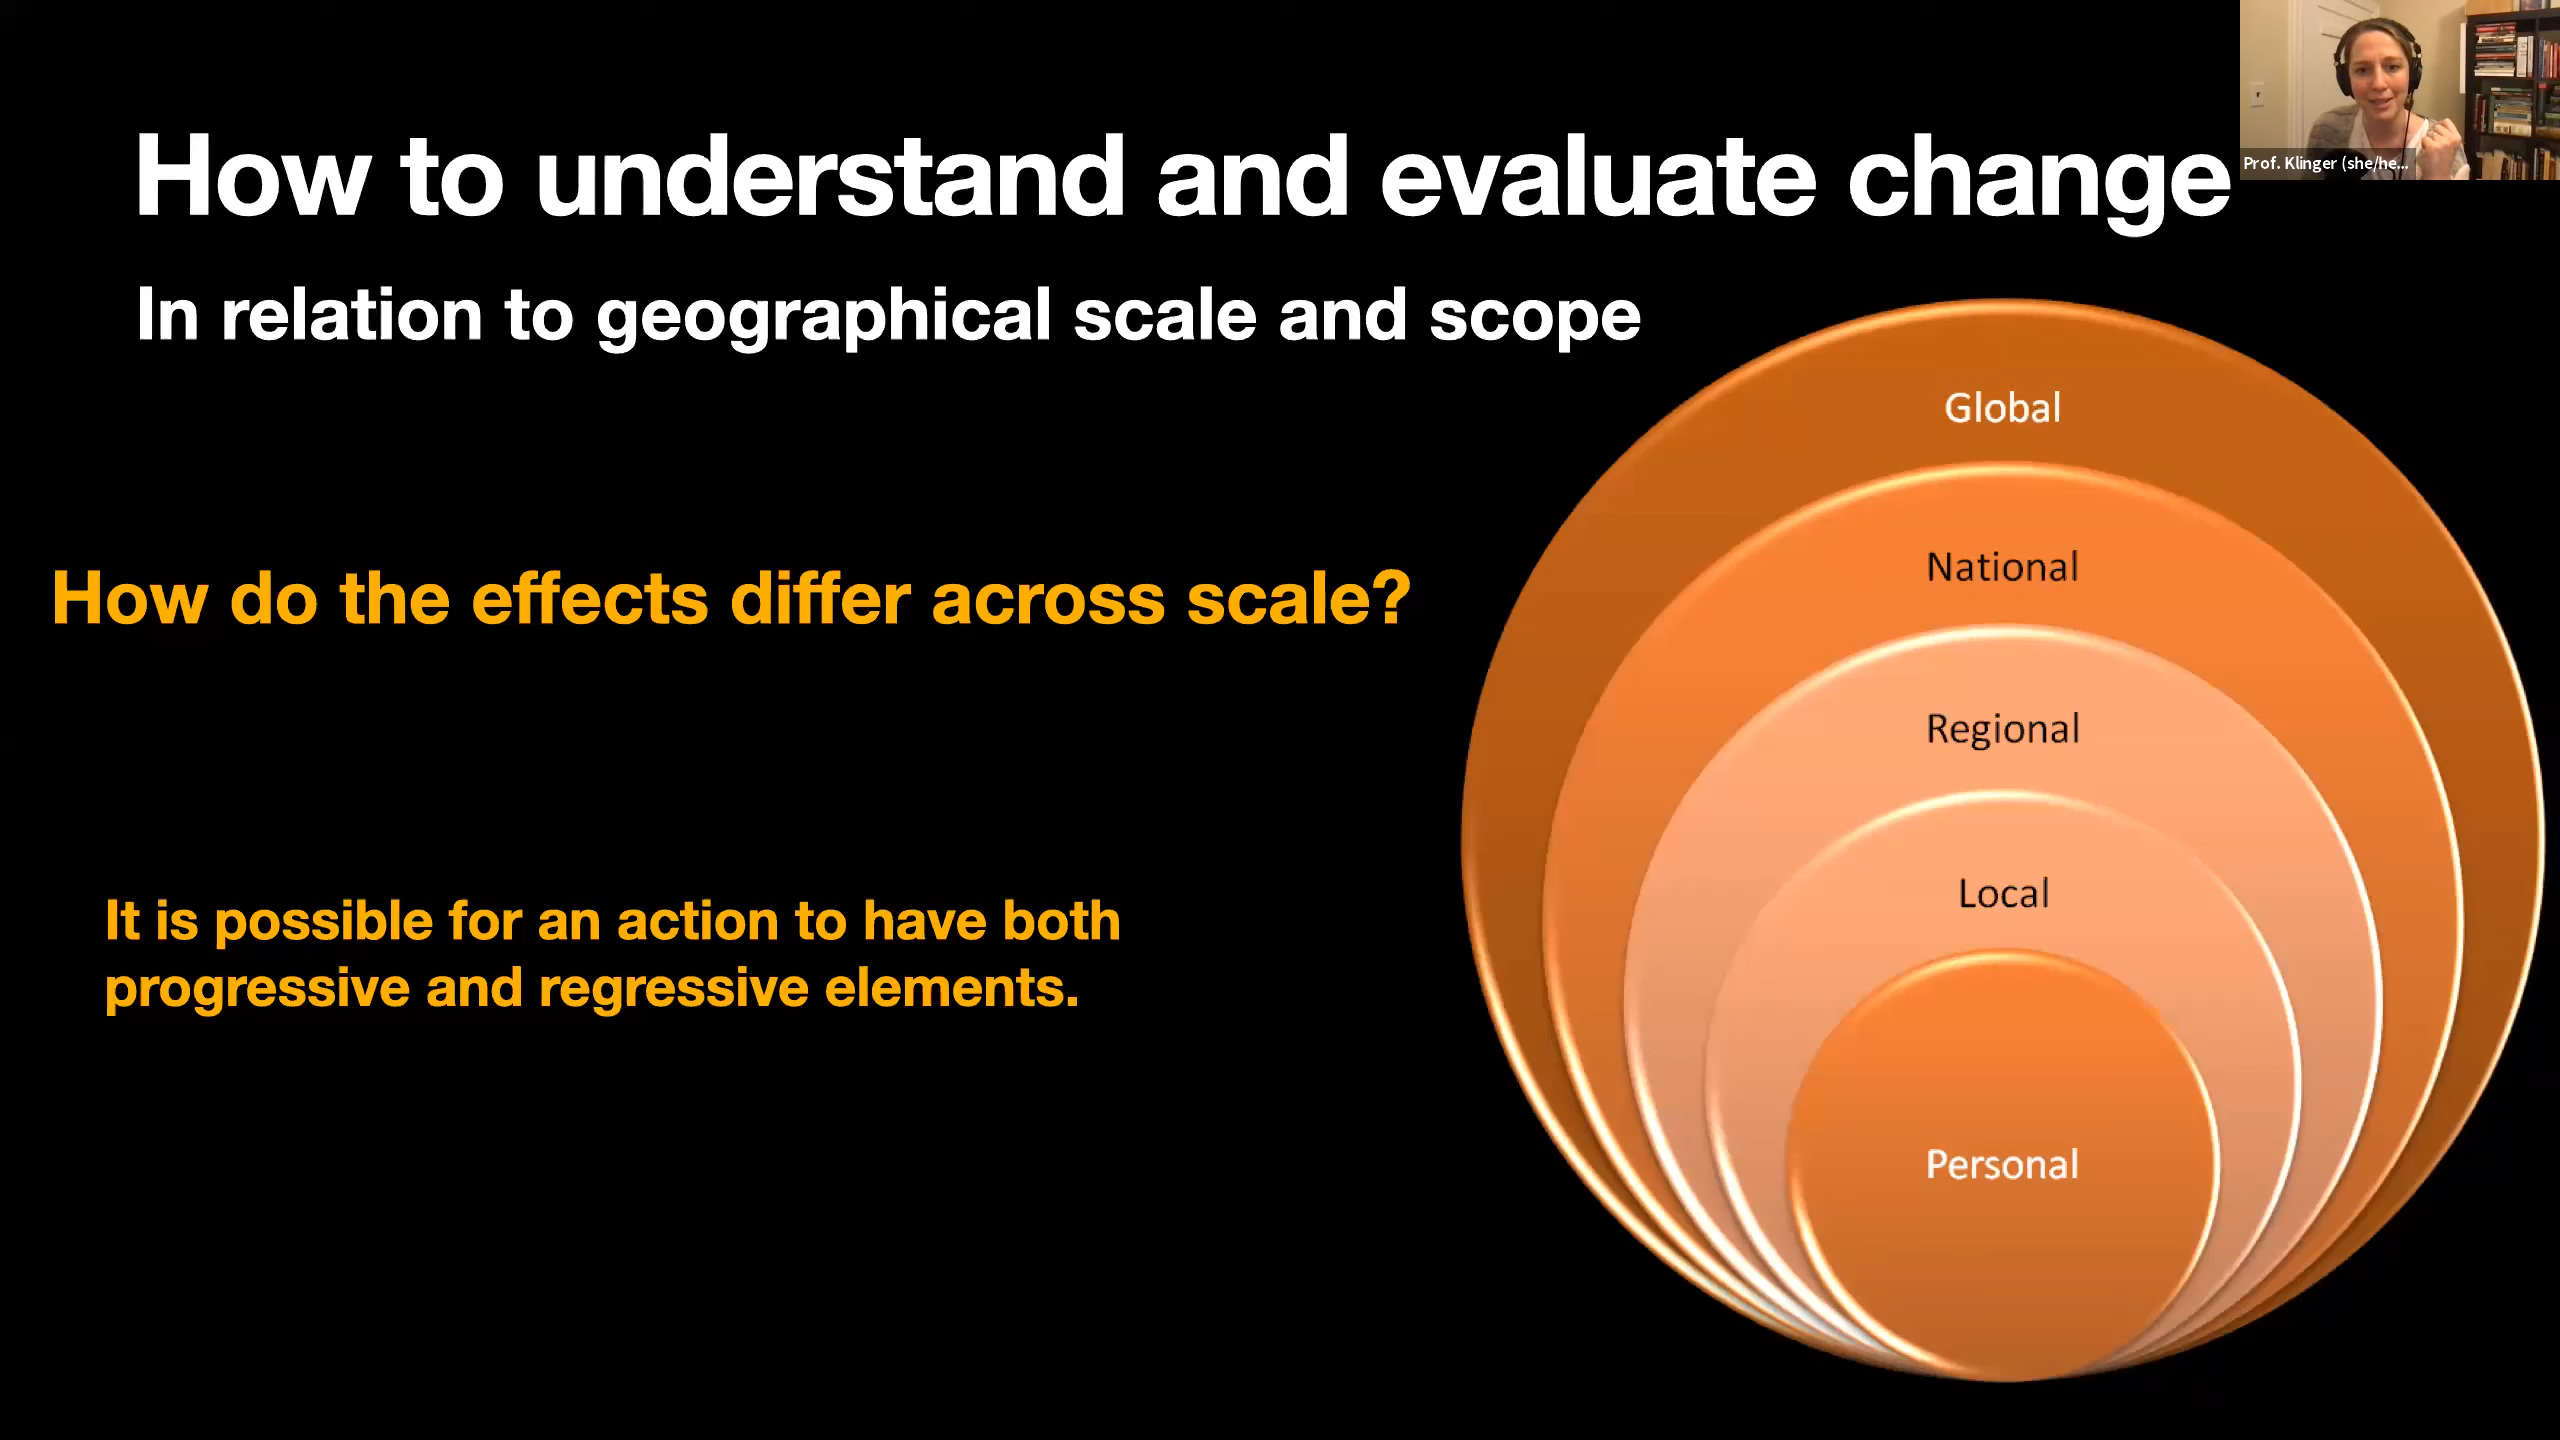 How to understand and evaluate change
Prof. Klinger (she/he...
In relation to geographical scale and scope
Global
National
How do the effects differ across scale?
Regional
Local
It is possible for an action to have both
progressive and regressive elements.
Personal